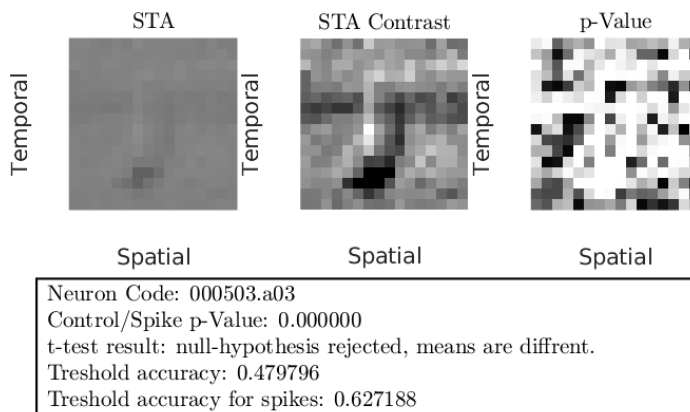 STA
STA Contrast
p-Value
Temporal
Temporal
Temporal
Spatial
Spatial
Spatial
Neuron Code: 000503.a03
Control/Spike p-Value: 0.000000
t-test result: null-hypothesis rejected, means are diffrent.
Treshold accuracy: 0.479796
Treshold accuracy for spikes: 0.627188